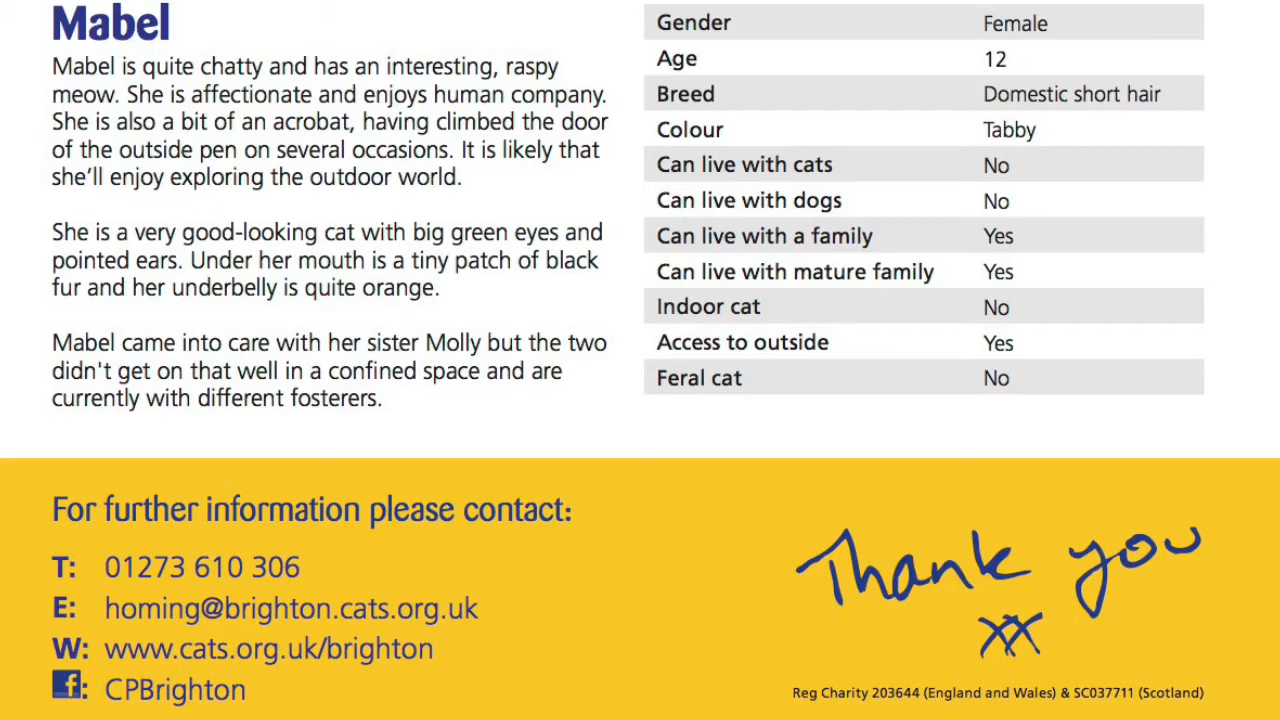 Mabel
Mabel is quite chatty and has an interesting, raspy
meow. She is affectionate and enjoys human company.
She is also a bit of an acrobat, having climbed the door
of the outside pen on several occasions. It is likely that
she’ll enjoy exploring the outdoor world.
She is a very good-looking cat with big green eyes and
pointed ears. Under her mouth is a tiny patch of black
fur and her underbelly is quite orange.
Mabel came into care with her sister Molly but the two
didn't get on that well in a confined space and are
currently with different fosterers.
Gender Female
Age 12
Breed Domestic short hair
Colour Tabby
Can live with cats No
Can live with dogs No
Can live with a family Yes
Can live with mature family Yes
Indoor cat No
Access to outside Yes
Feral cat No
For further information please contact:
T: 01273 610 306
E: homing@brighton.cats.org.uk
W: www.cats.org.uk/brighton
f: CPBrighton
Thank you
xx
Reg Charity 203644 (England and Wales) & SC037711 (Scotland)